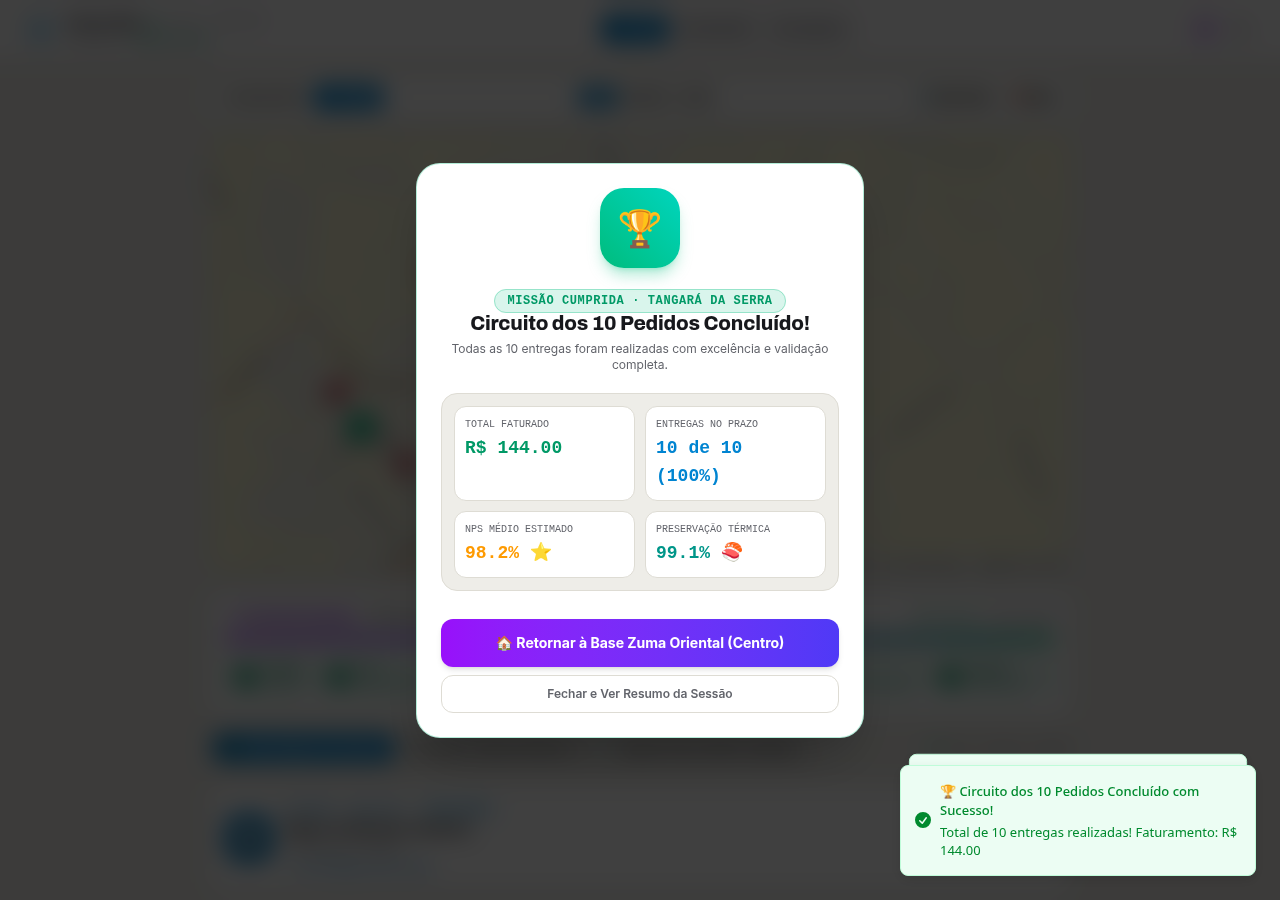 MISSÃO CUMPRIDA · TANGARÁ DA SERRA
Circuito dos 10 Pedidos Concluído!
Todas as 10 entregas foram realizadas com excelência e validação
completa.
TOTAL FATURADO
R$ 144.00
ENTREGAS NO PRAZO
10 de 10
(100%)
NPS MÉDIO ESTIMADO
98.2% ⭐
PRESERVAÇÃO TÉRMICA
99.1% 🍣
🏠 Retornar à Base Zuma Oriental (Centro)
Fechar e Ver Resumo da Sessão
🏆 Circuito dos 10 Pedidos Concluído com
Sucesso!
Total de 10 entregas realizadas! Faturamento: R$
144.00